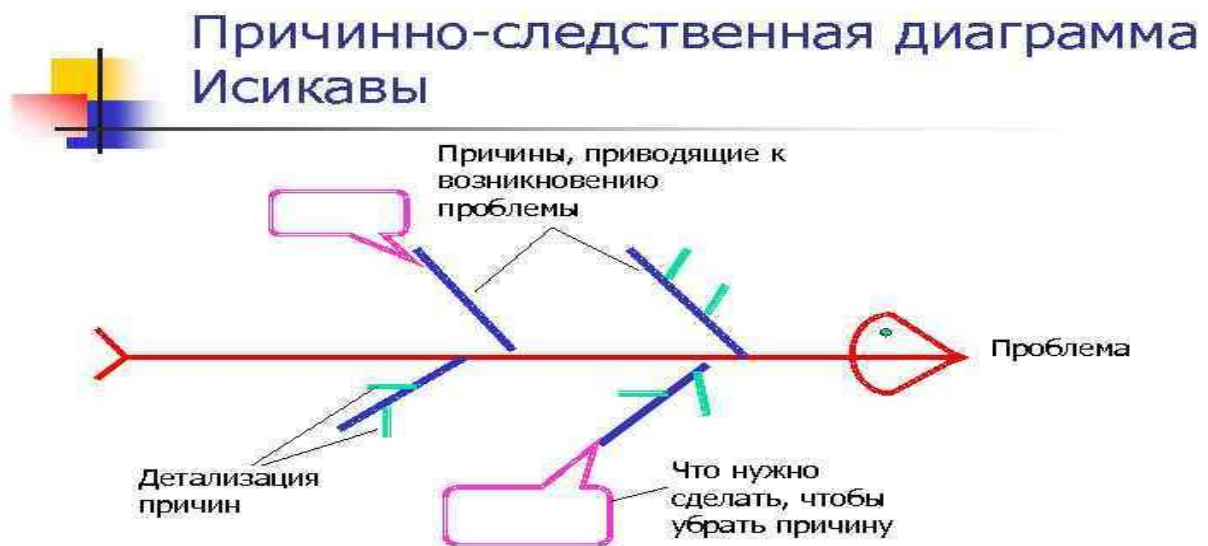 Причинно-следственная диаграмма
Исикавы
Причины, приводящие к
возникновению
проблемы
Проблема
Детализация
причин
Что нужно
сделать, чтобы
убрать причину